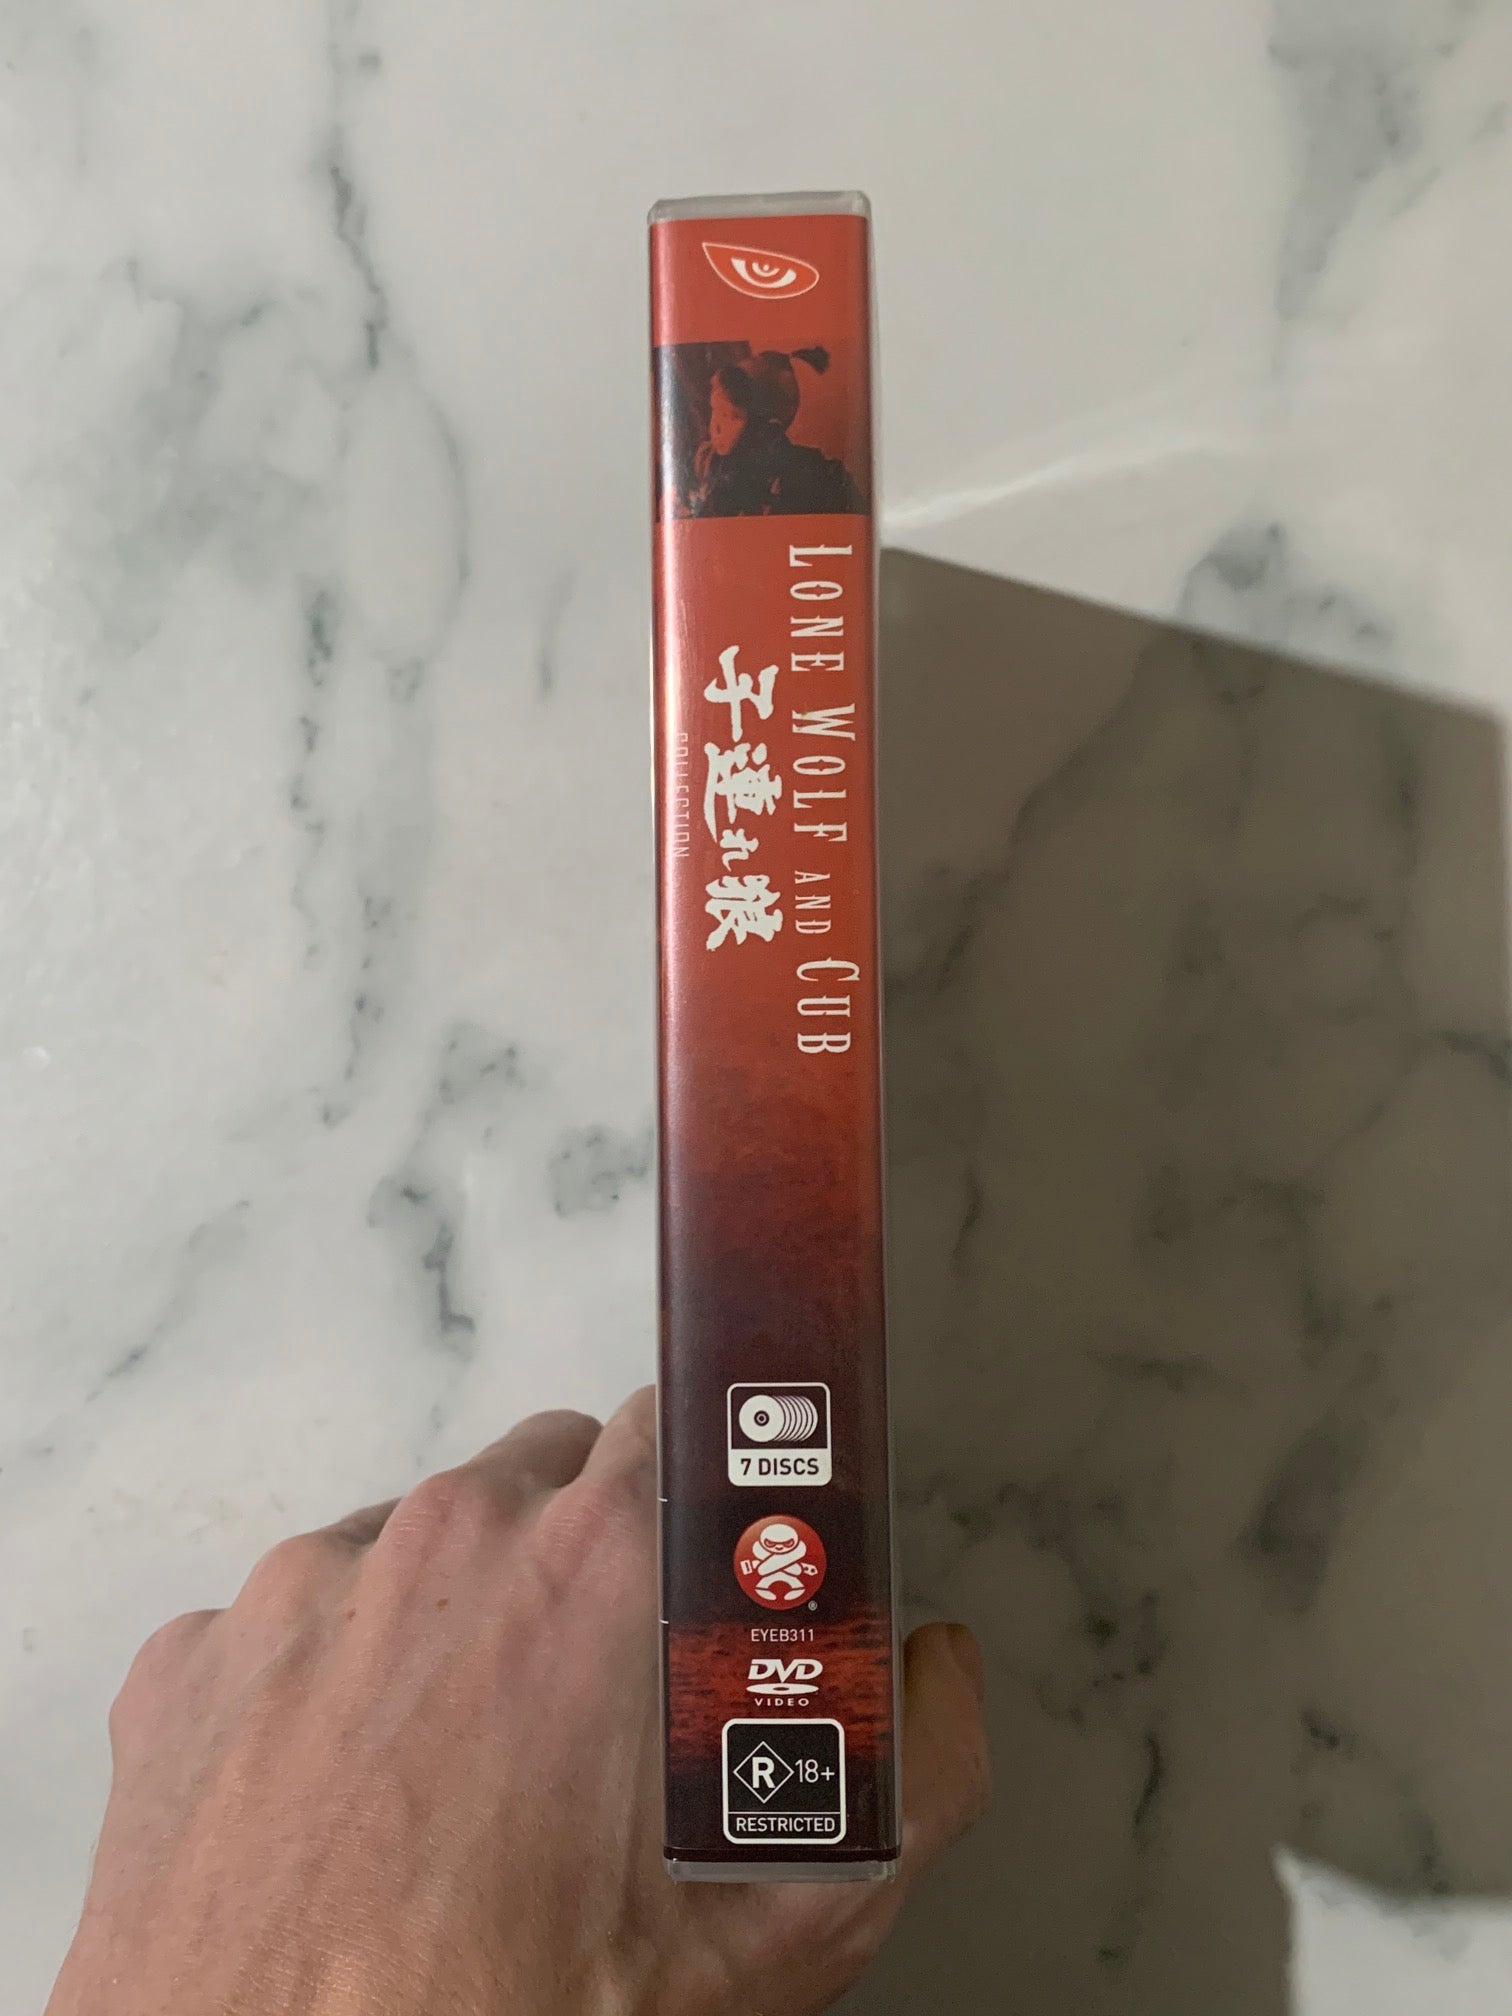 LONE WOLF AND CUB
子連れ狼
COLLECTION
7 DISCS
®
EYEB311
DVD
VIDEO
R 18+
RESTRICTED